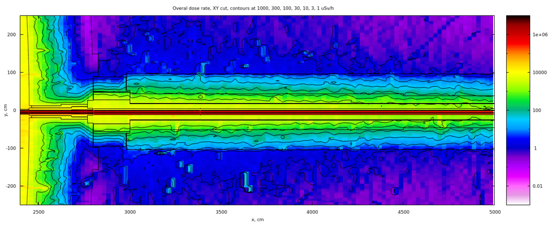 Overal dose rate, XY cut, contours at 1000, 300, 100, 30, 10, 3, 1 uSv/h
200
100
0
-100
-200
y, cm
2500 3000 3500 4000 4500 5000
x, cm
1e+06
10000
100
1
0.01